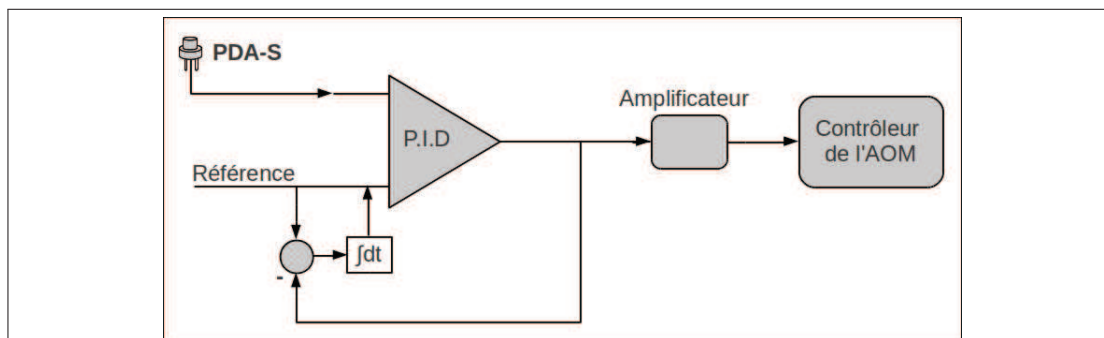 PDA-S
Amplificateur
P.I.D
Contrôleur
de l'AOM
Référence
∫dt
-